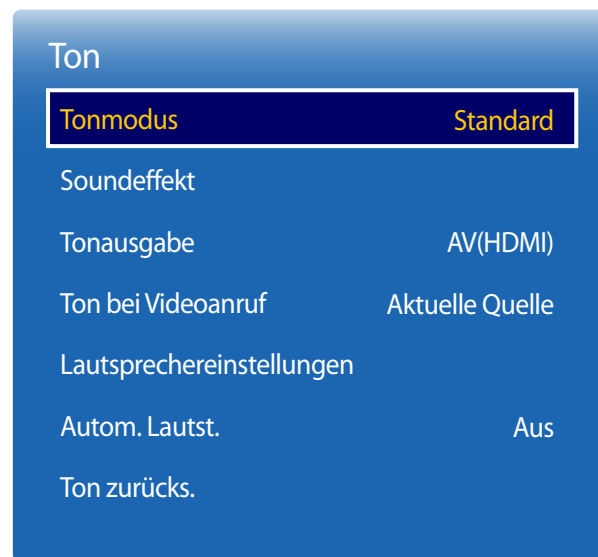 Ton
Tonmodus Standard
Soundeffekt
Tonausgabe AV(HDMI)
Ton bei Videoanruf Aktuelle Quelle
Lautsprechereinstellungen
Autom. Lautst. Aus
Ton zurücks.